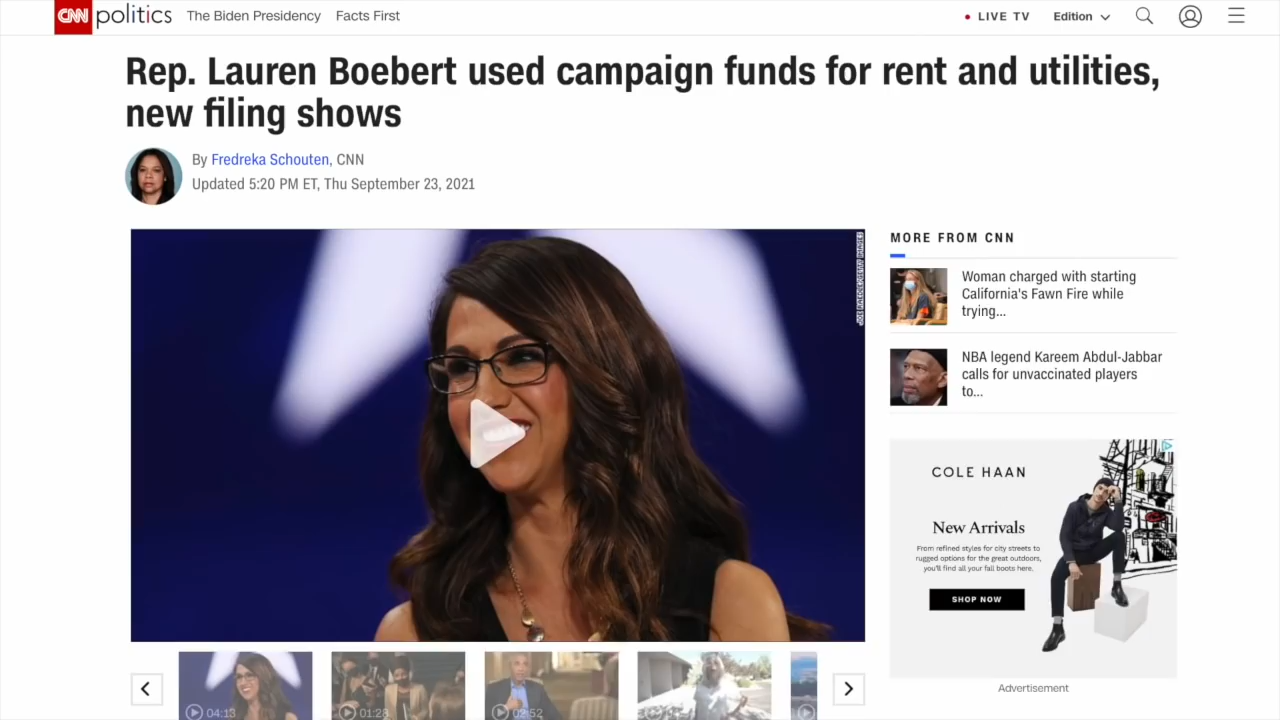 CNN politics The Biden Presidency Facts First LIVE TV Edition
Rep. Lauren Boebert used campaign funds for rent and utilities,
new filing shows
By Fredreka Schouten, CNN
Updated 5:20 PM ET, Thu September 23, 2021
MORE FROM CNN
Woman charged with starting
California's Fawn Fire while
trying...
NBA legend Kareem Abdul-Jabbar
calls for unvaccinated players
to...
COLE HAAN
New Arrivals
From refined styles for city streets to
rugged options for the great outdoors,
you'll find all your fall boots here.
SHOP NOW
Advertisement
04:13
01:28
02:52